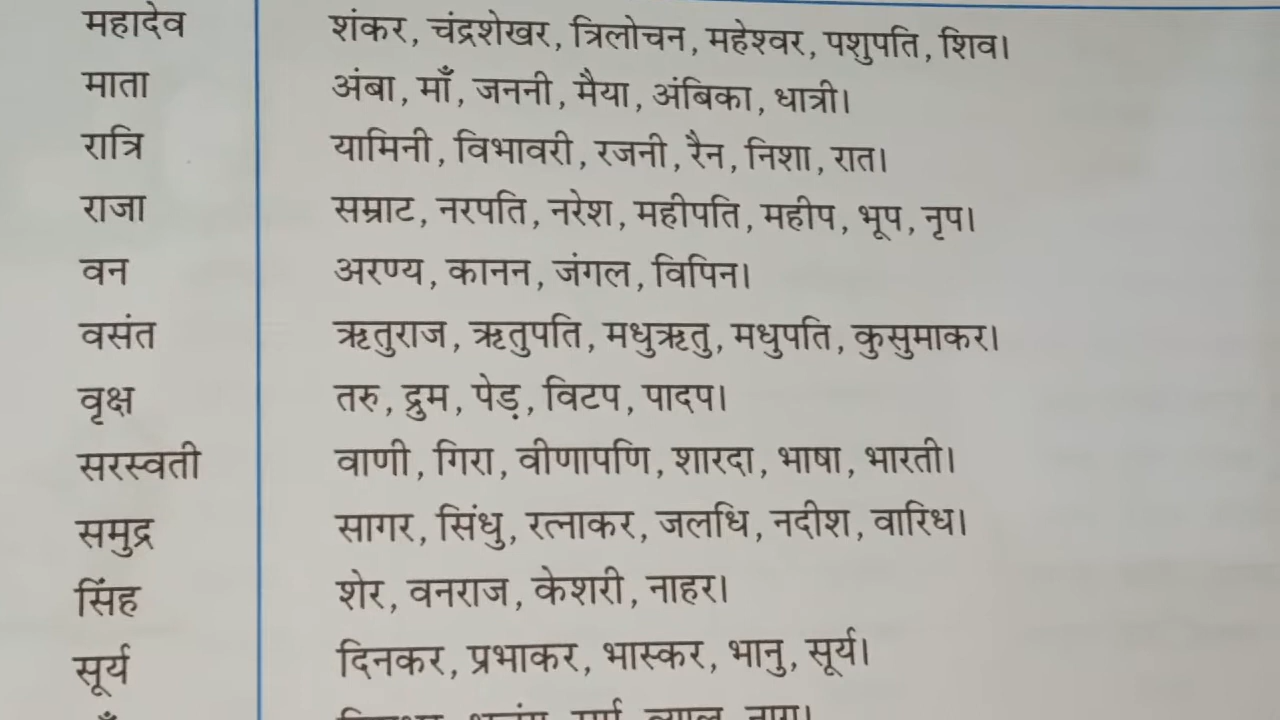 महादेव शंकर, चंद्रशेखर, त्रिलोचन, महेश्वर, पशुपति, शिव।
माता अंबा, माँ, जननी, मैया, अंबिका, धात्री।
रात्रि यामिनी, विभावरी, रजनी, रैन, निशा, रात।
राजा सम्राट, नरपति, नरेश, महीपति, महीप, भूप, नृप।
वन अरण्य, कानन, जंगल, विपिन।
वसंत ऋतुराज, ऋतुपति, मधुऋतु, मधुपति, कुसुमाकर।
वृक्ष तरु, द्रुम, पेड़, विटप, पादप।
सरस्वती वाणी, गिरा, वीणापणि, शारदा, भाषा, भारती।
समुद्र सागर, सिंधु, रत्नाकर, जलधि, नदीश, वारिध।
सिंह शेर, वनराज, केशरी, नाहर।
सूर्य दिनकर, प्रभाकर, भास्कर, भानु, सूर्य।